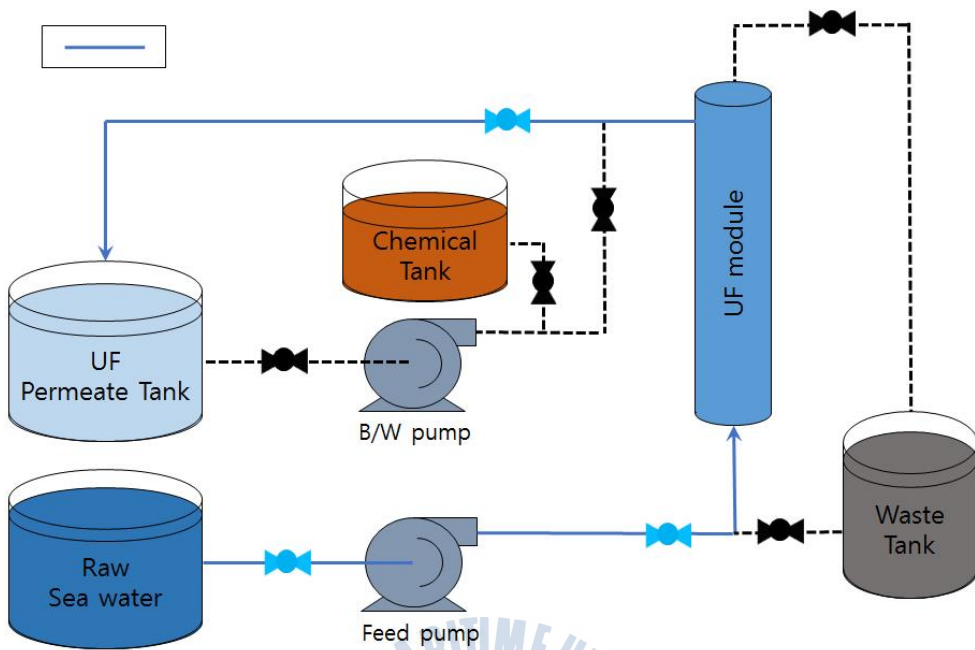 Chemical
Tank
UF module
UF
Permeate Tank
B/W pump
Raw
Sea water
Feed pump
Waste
Tank